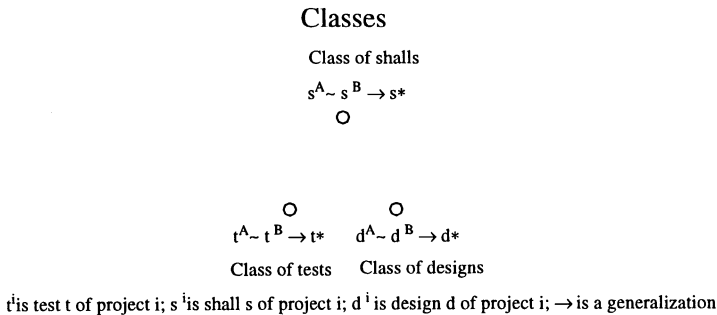 Classes
Class of shalls
s^A ~ s^B → s*
t^A ~ t^B → t* d^A ~ d^B → d*
Class of tests Class of designs
t^i is test t of project i; s^i is shall s of project i; d^i is design d of project i; → is a generalization